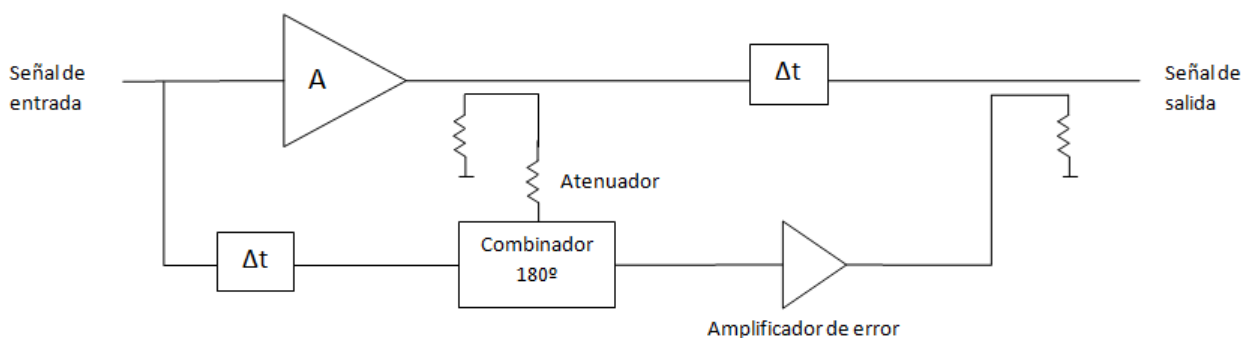 Señal de
entrada
A
Δt
Señal de
salida
Atenuador
Δt
Combinador
180º
Amplificador de error